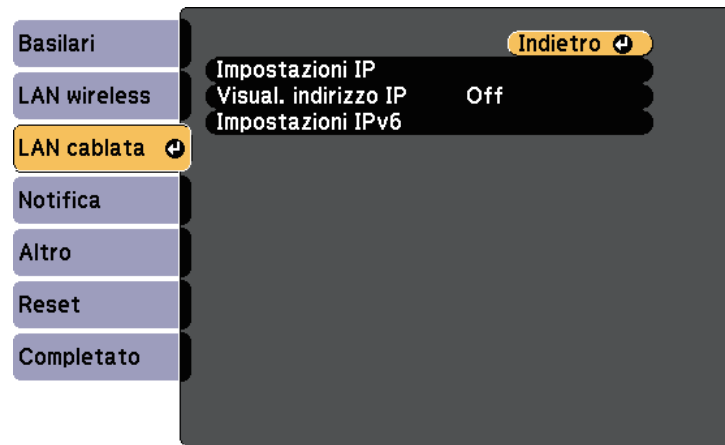 Basilari
LAN wireless
LAN cablata
Notifica
Altro
Reset
Completato
Indietro
Impostazioni IP
Visual. indirizzo IP Off
Impostazioni IPv6